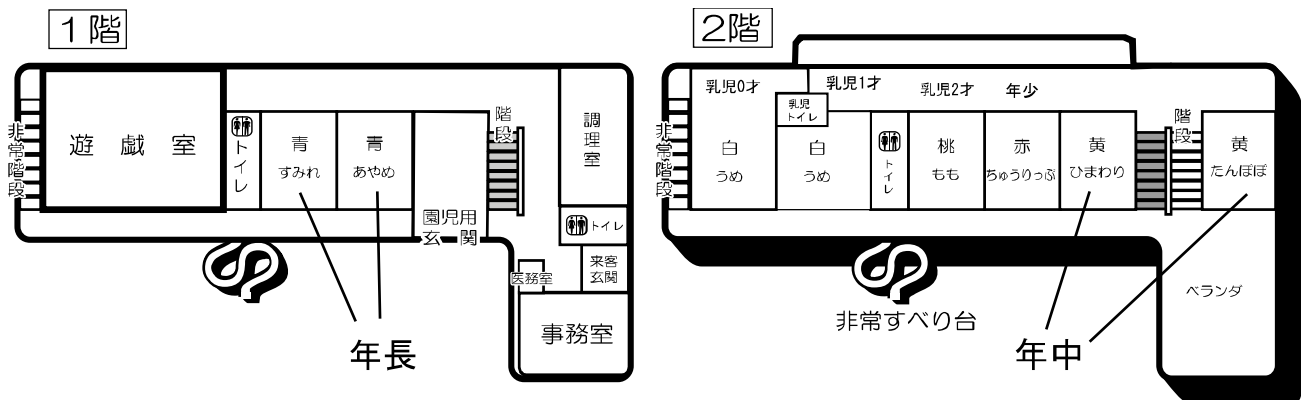 1階
遊戯室
非常階段
トイレ
青
すみれ
青
あやめ
園児用
玄関
階段
調理室
トイレ
来客
玄関
医務室
事務室
年長
2階
乳児0才
乳児1才
乳児2才
年少
乳児
トイレ
非常階段
白
うめ
白
うめ
トイレ
桃
もも
赤
ちゅうりっぷ
黄
ひまわり
階段
黄
たんぽぽ
ベランダ
非常すべり台
年中